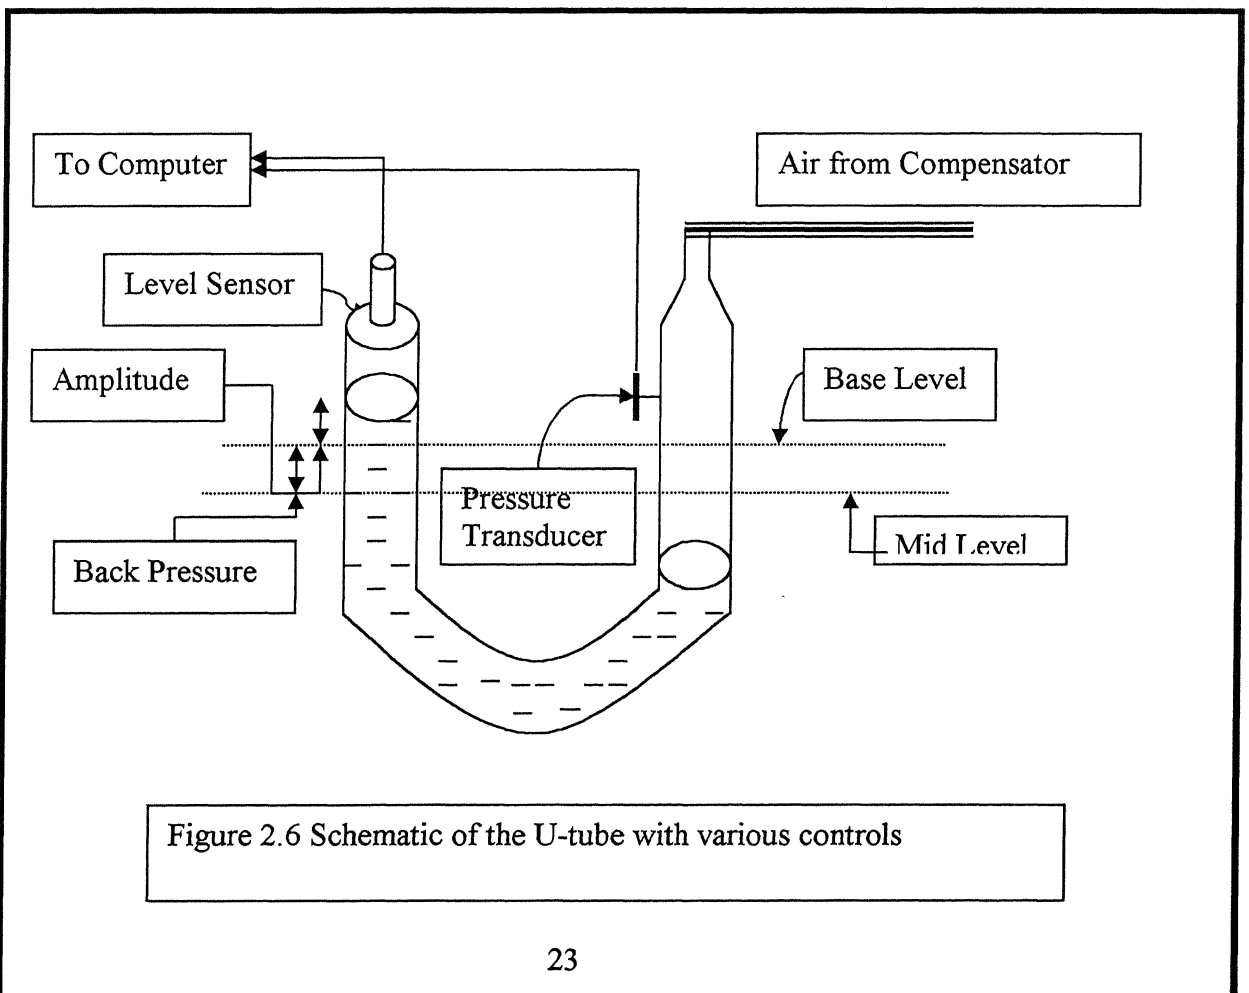 To Computer
Air from Compensator
Level Sensor
Amplitude
Base Level
Pressure
Transducer
Mid Level
Back Pressure
Figure 2.6 Schematic of the U-tube with various controls
23